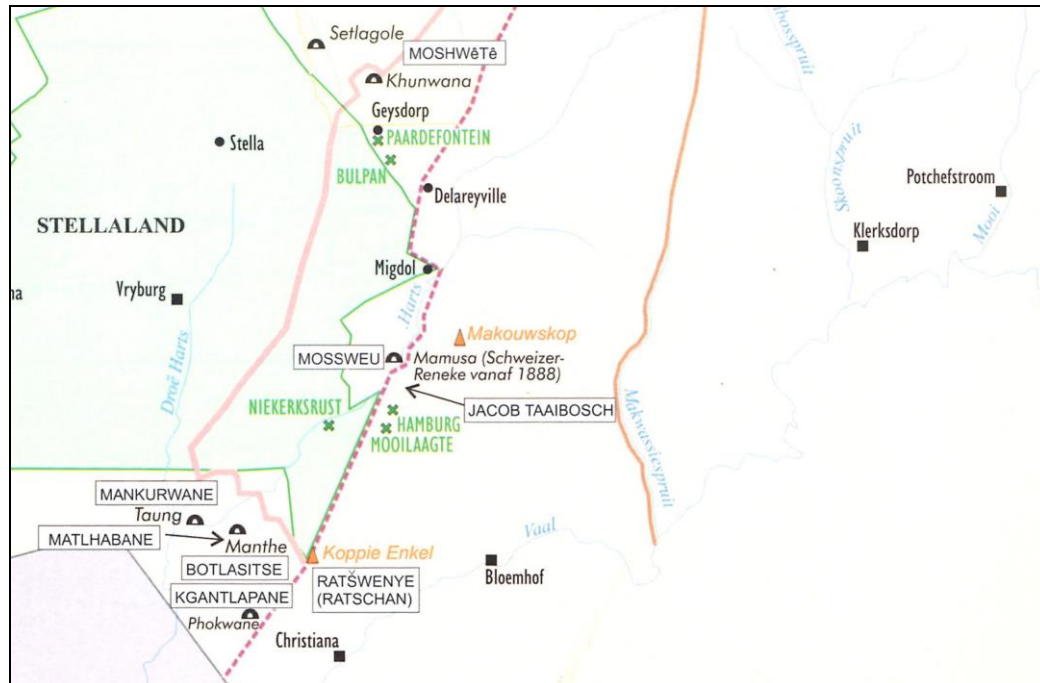 Setlagole
MOSHWêTê
Khunwana
Geysdorp
PAARDEFONTEIN
BULPAN
Stella
Delareyville
STELLALAND
Migdol
Vryburg
na
Harts
Droë Harts
MOSSWEU
Makouwskop
Mamusa (Schweizer-
Reneke vanaf 1888)
JACOB TAAIBOSCH
NIEKERKSRUST
HAMBURG
MOOILAAGTE
Makwassiespruit
Skoonspruit
bosspruit
Potchefstroom
Mooi
Klerksdorp
MANKURWANE
Taung
MATLHABANE
Manthe
BOTLASITSE
KGANTLAPANE
Phokwane
Koppie Enkel
RATŠWENYE
(RATSCHAN)
Christiana
Vaal
Bloemhof